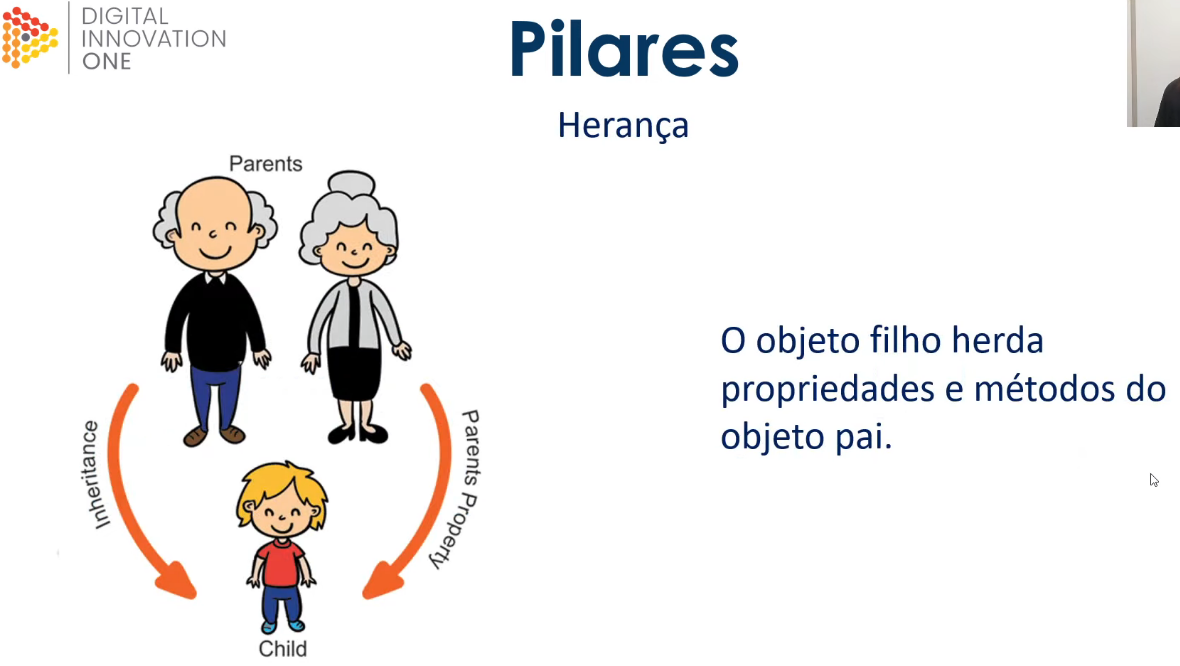 DIGITAL
INNOVATION
ONE
Pilares
Herança
Parents
Inheritance
Parents Property
Child
O objeto filho herda
propriedades e métodos do
objeto pai.